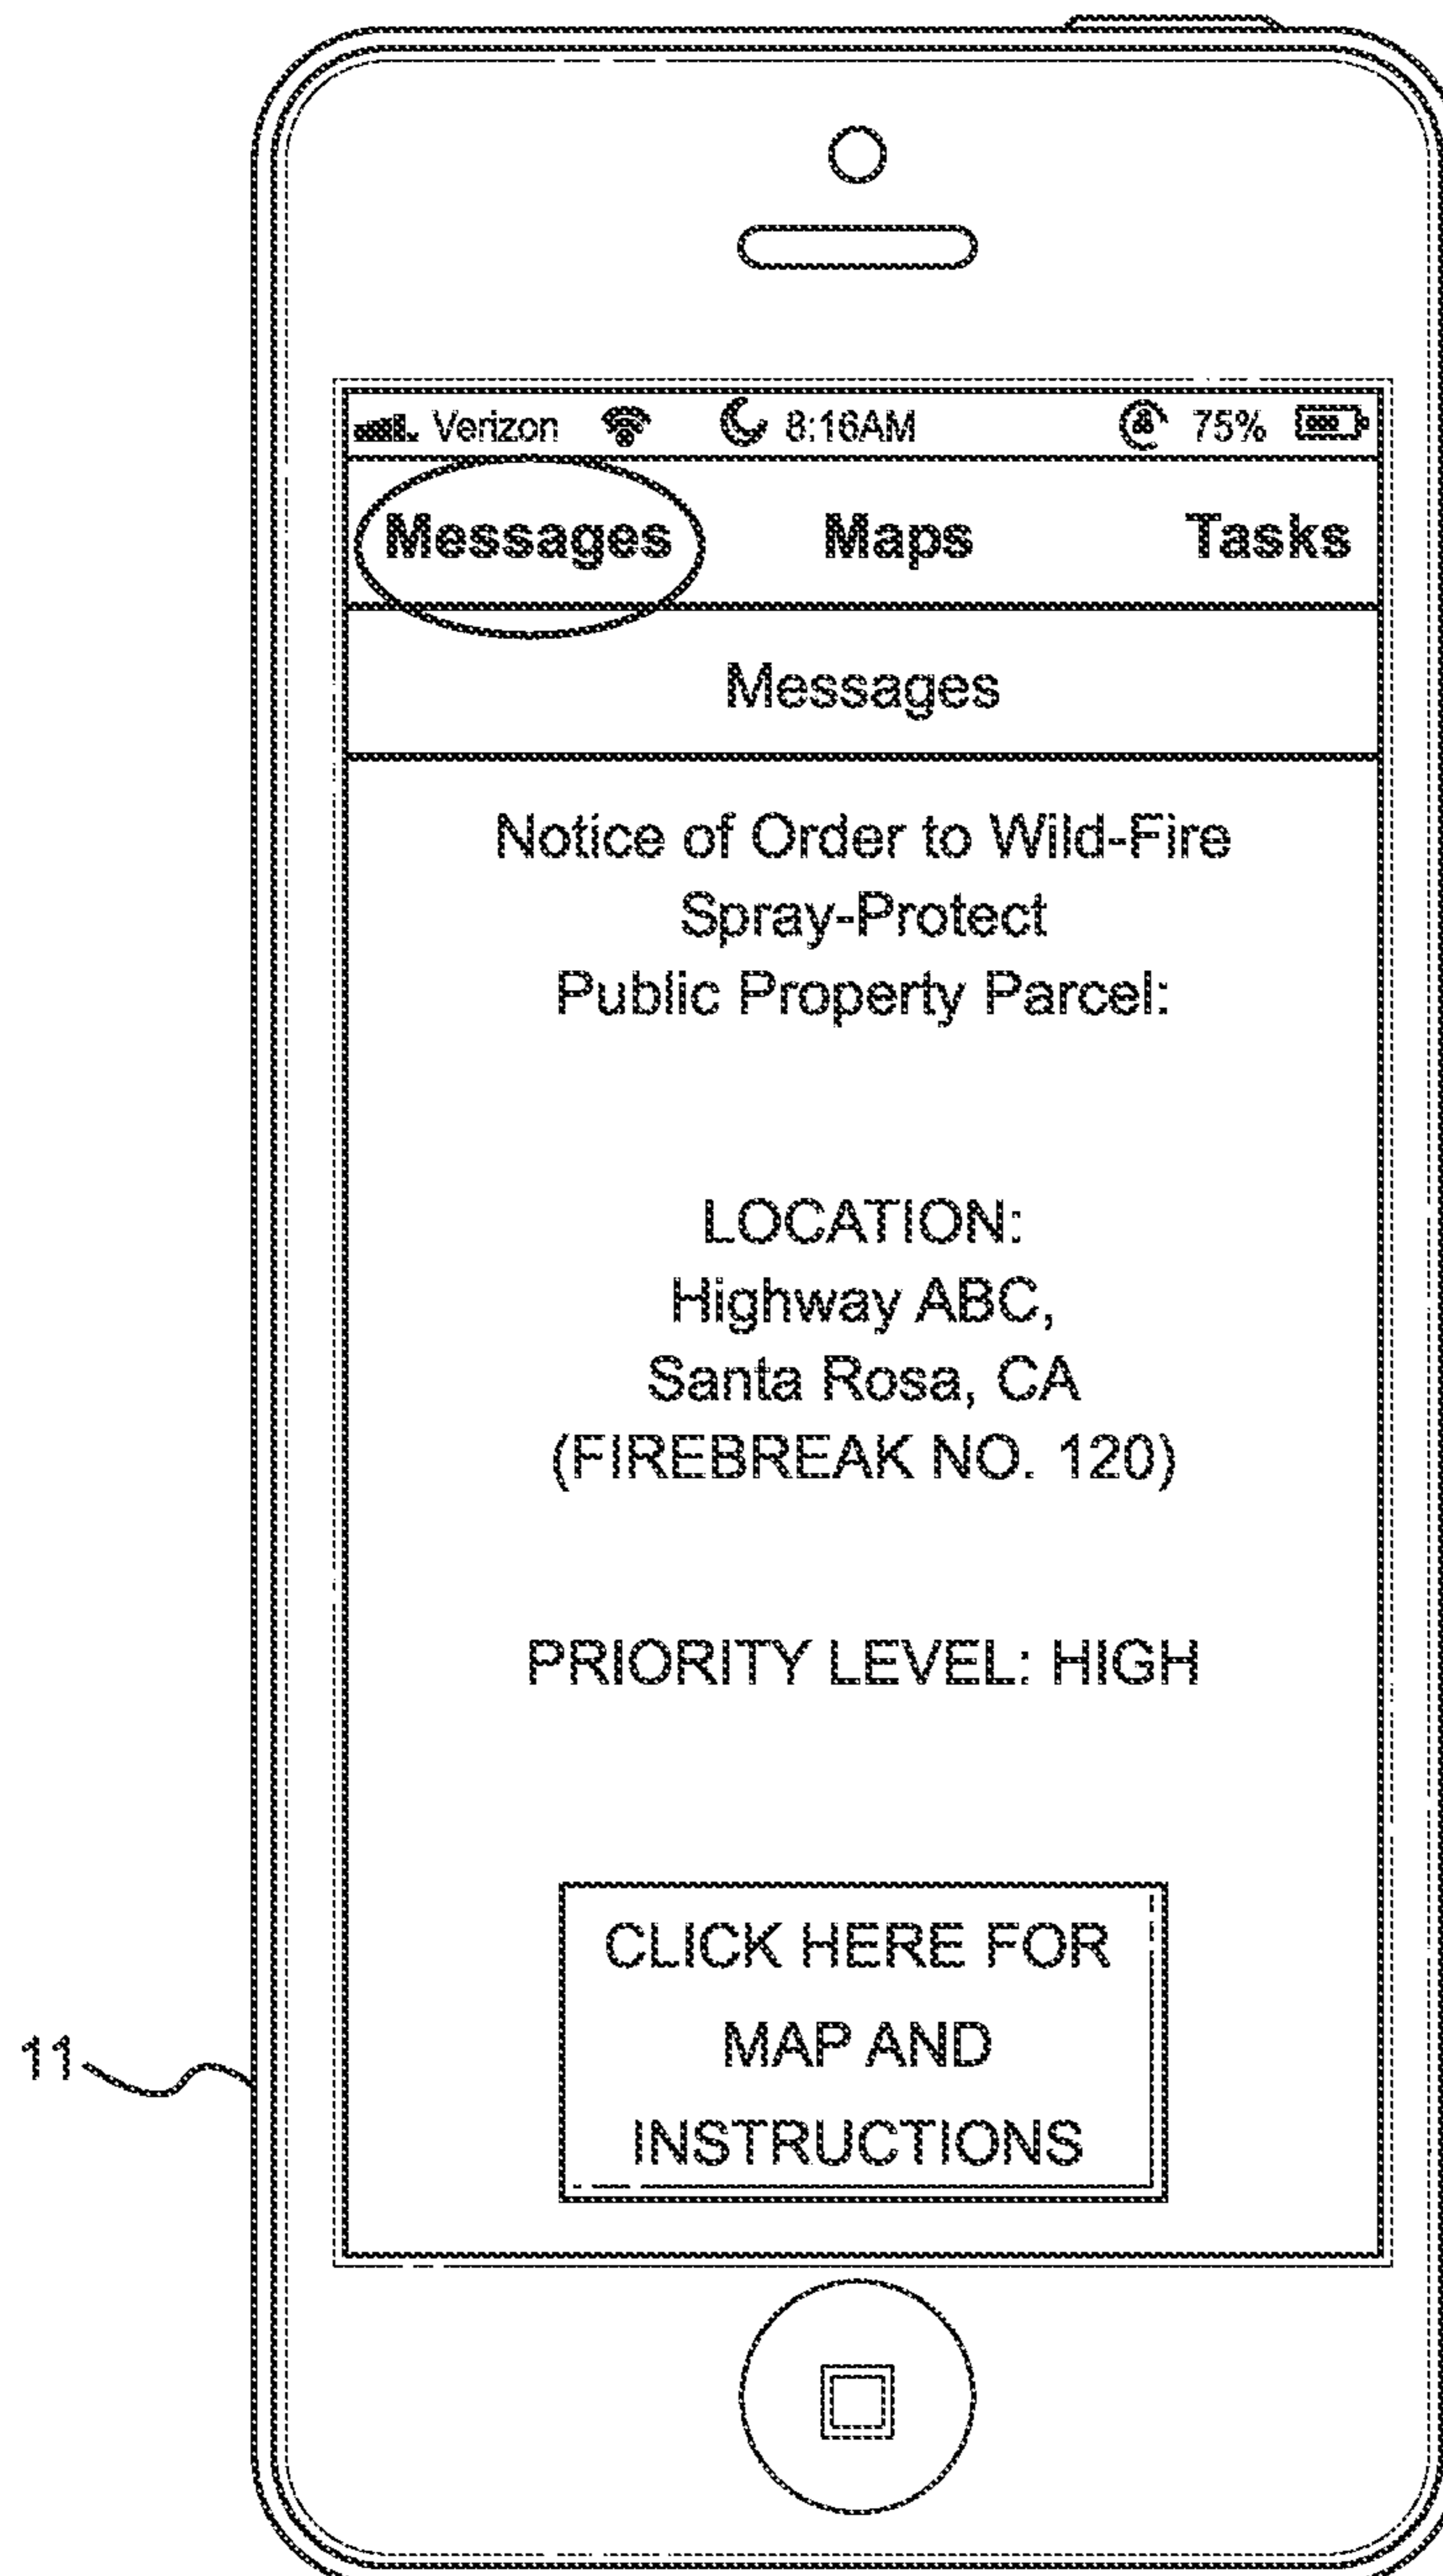 Verizon 8:16AM 75%
Messages Maps Tasks
Messages
Notice of Order to Wild-Fire
Spray-Protect
Public Property Parcel:
LOCATION:
Highway ABC,
Santa Rosa, CA
(FIREBREAK NO. 120)
PRIORITY LEVEL: HIGH
CLICK HERE FOR
MAP AND
INSTRUCTIONS
11